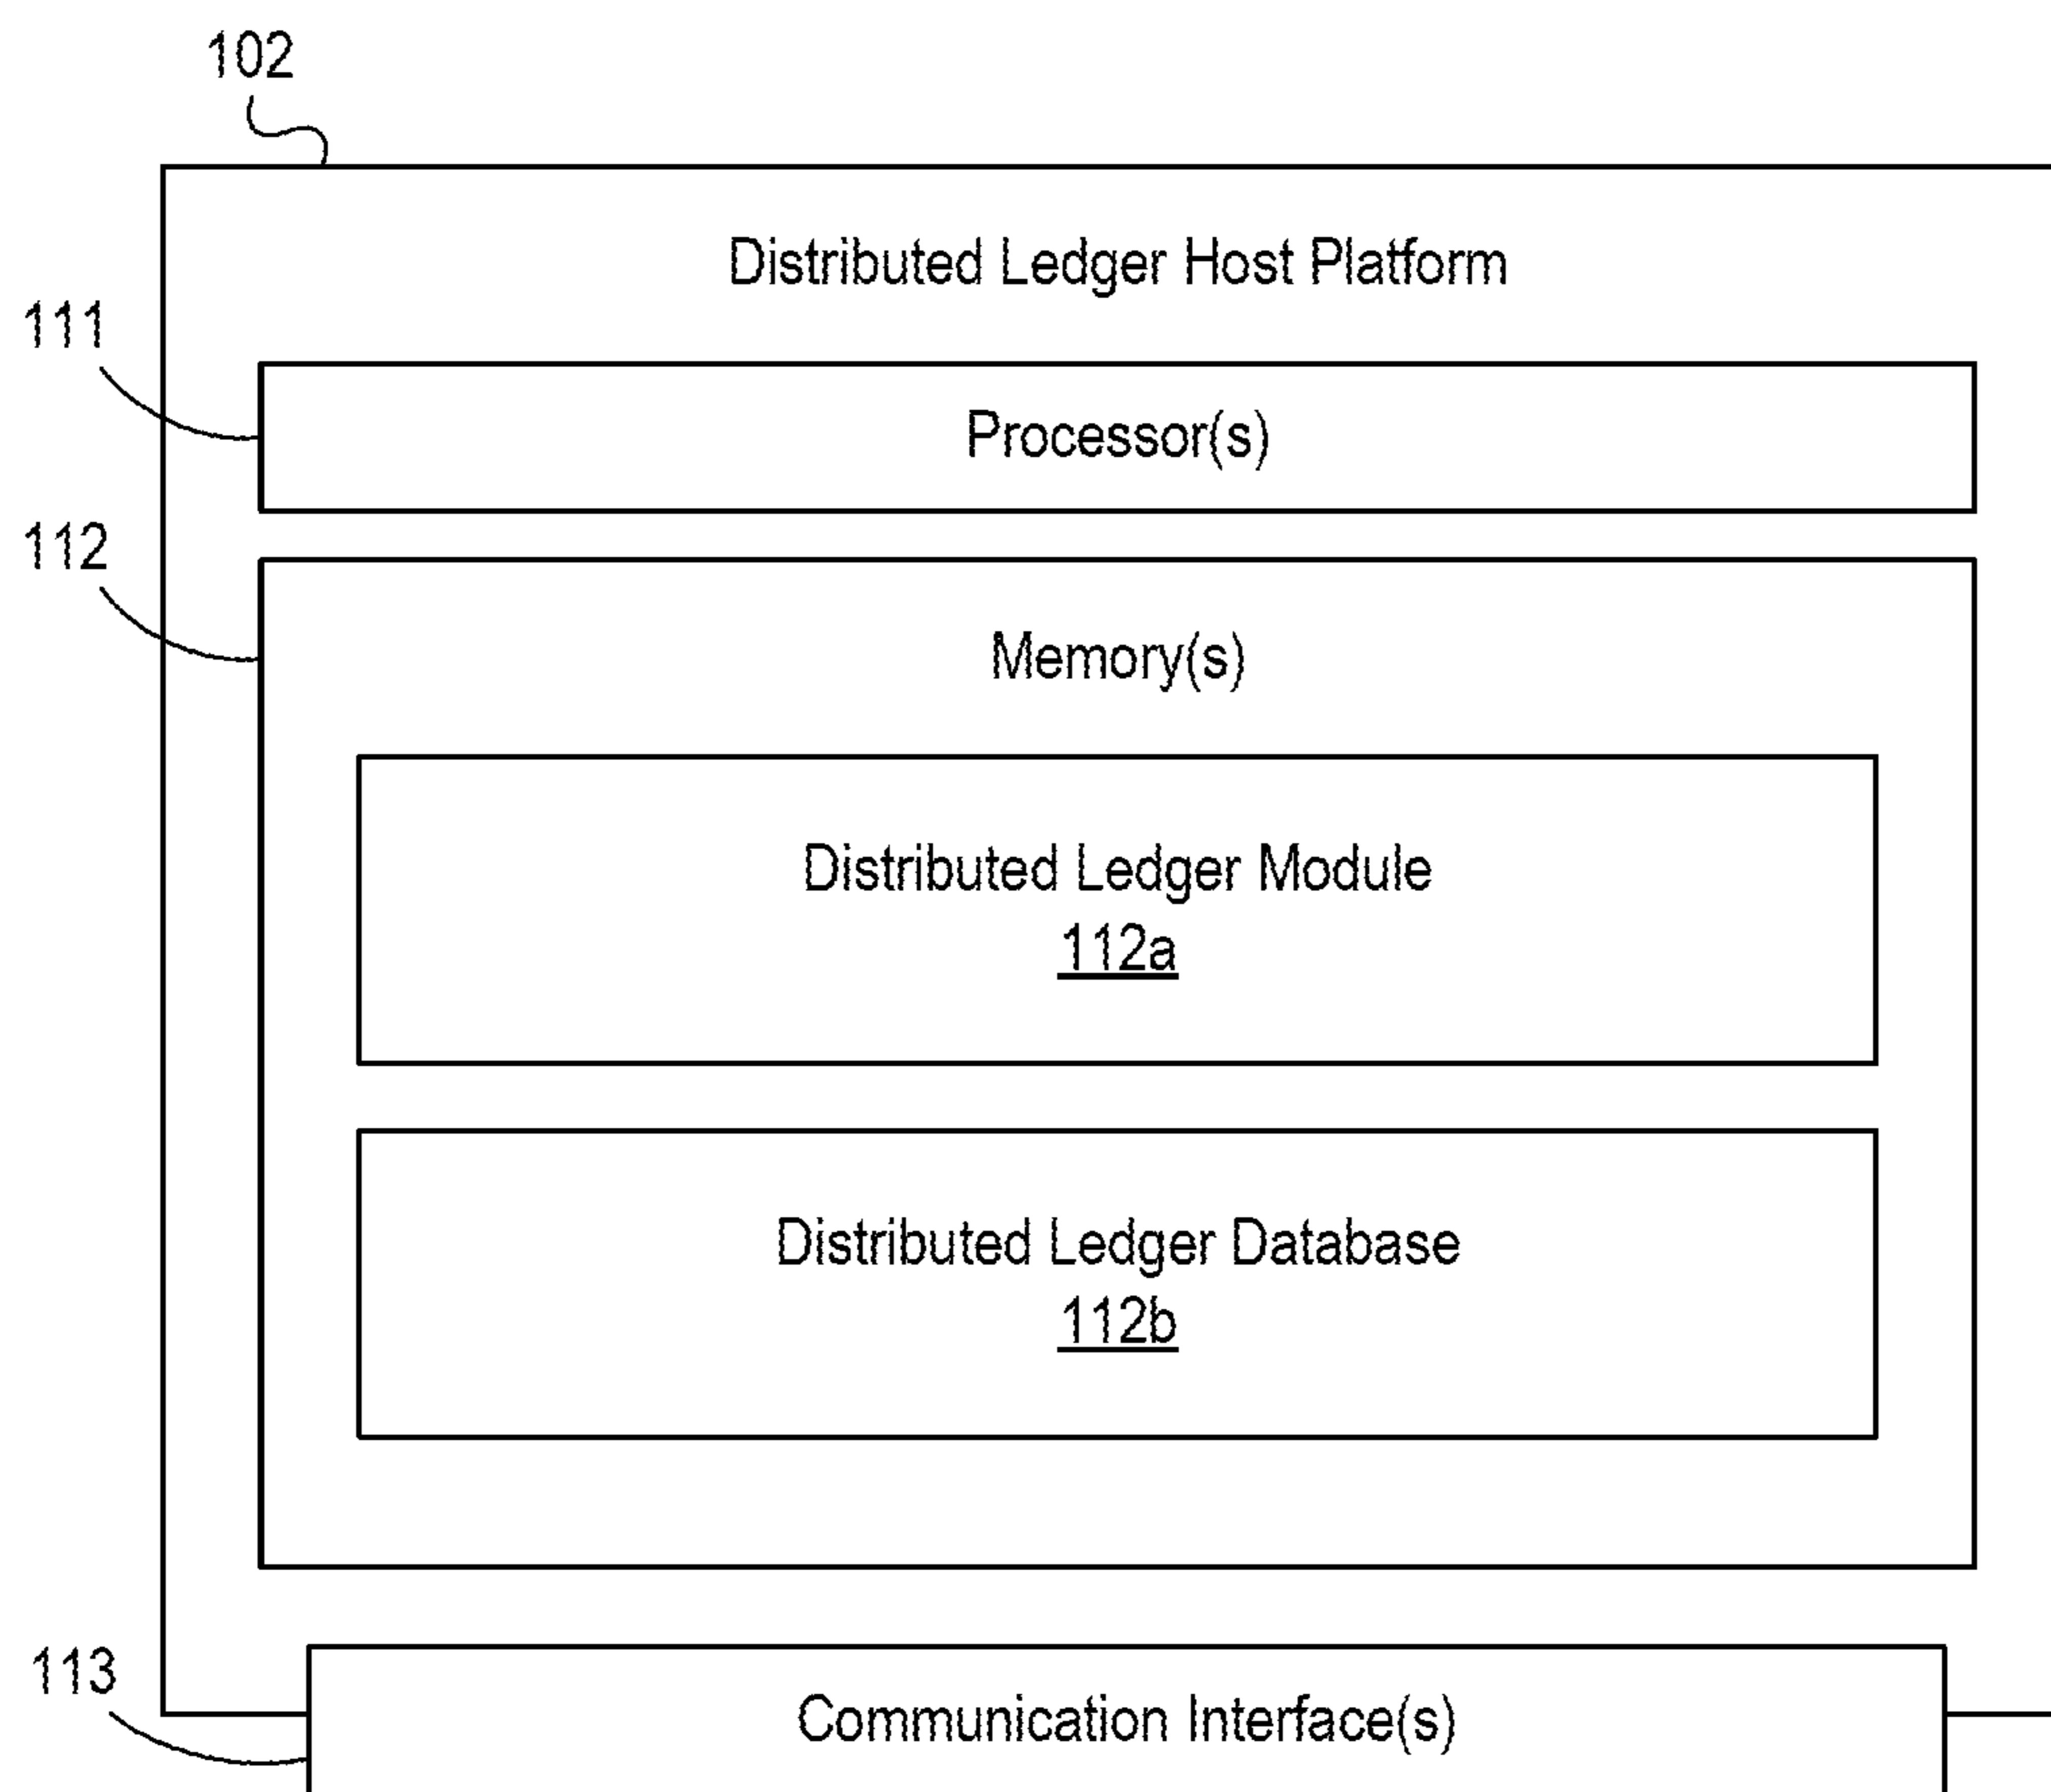 102
Distributed Ledger Host Platform
111
Processor(s)
112
Memory(s)
Distributed Ledger Module
112a
Distributed Ledger Database
112b
113
Communication Interface(s)